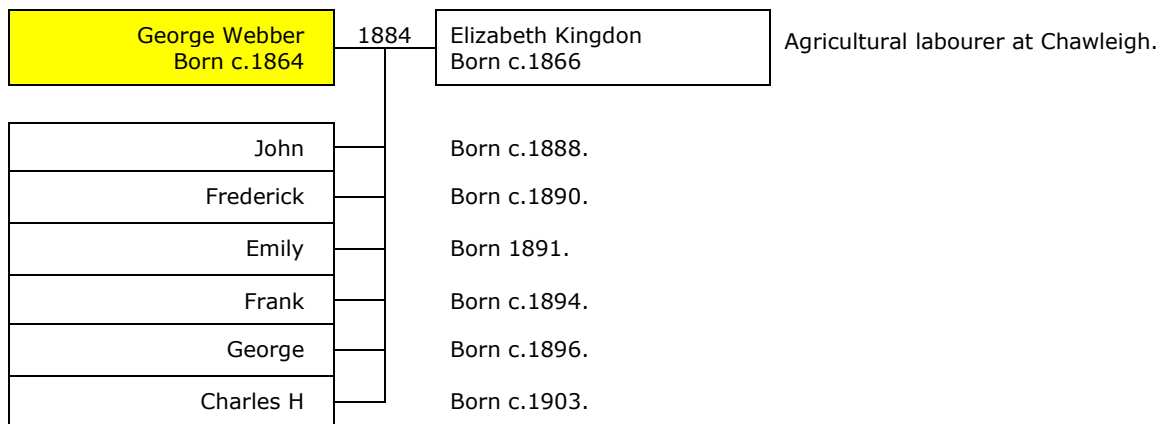 George Webber
Born c.1864
1884
Elizabeth Kingdon
Born c.1866
Agricultural labourer at Chawleigh.
John
Born c.1888.
Frederick
Born c.1890.
Emily
Born 1891.
Frank
Born c.1894.
George
Born c.1896.
Charles H
Born c.1903.